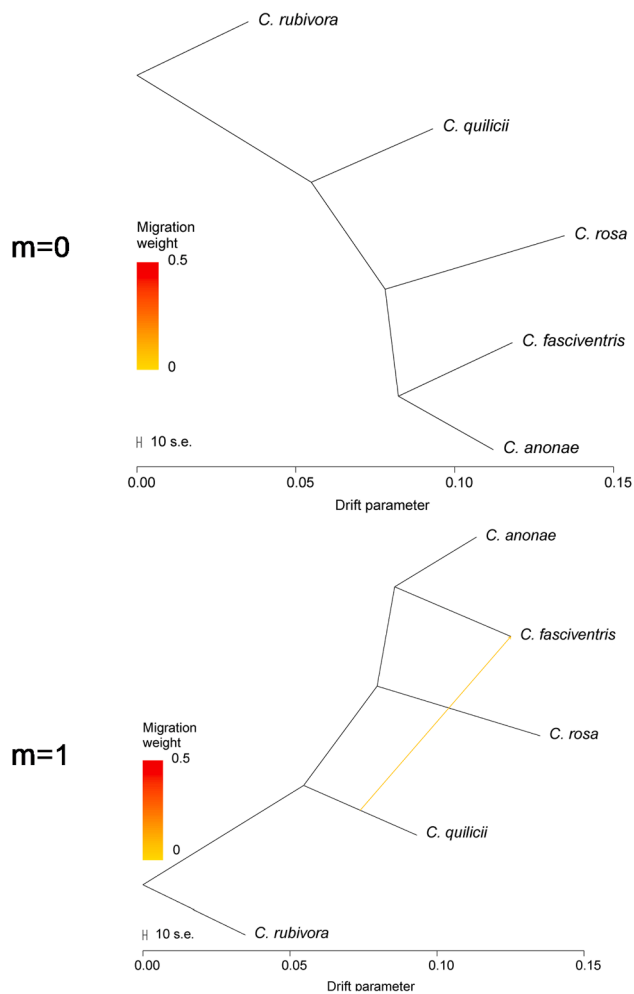 C. rubivora
C. quilicii
m=0
Migration
weight
0.5
C. rosa
C. fasciventris
0
10 s.e.
C. anonae
0.00 0.05 0.10 0.15
Drift parameter
C. anonae
C. fasciventris
m=1
Migration
weight
0.5
C. rosa
C. quilicii
0
10 s.e.
C. rubivora
0.00 0.05 0.10 0.15
Drift parameter